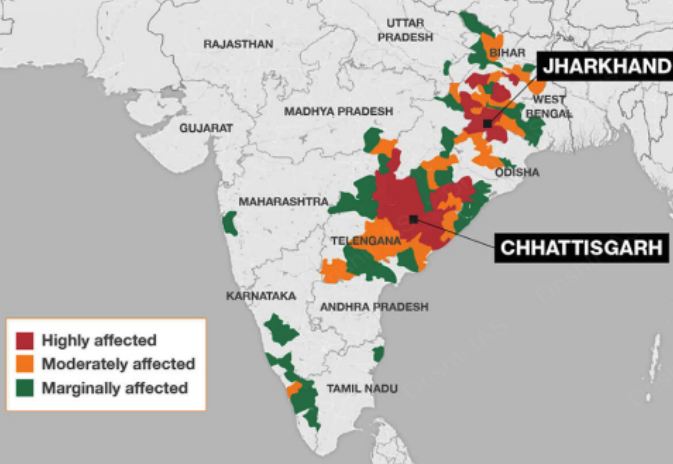 UTTAR
PRADESH
RAJASTHAN
BIHAR
JHARKHAND
WEST
BENGAL
MADHYA PRADESH
GUJARAT
ODISHA
MAHARASHTRA
TELENGANA
CHHATTISGARH
KARNATAKA
ANDHRA PRADESH
Highly affected
Moderately affected
Marginally affected
TAMIL NADU